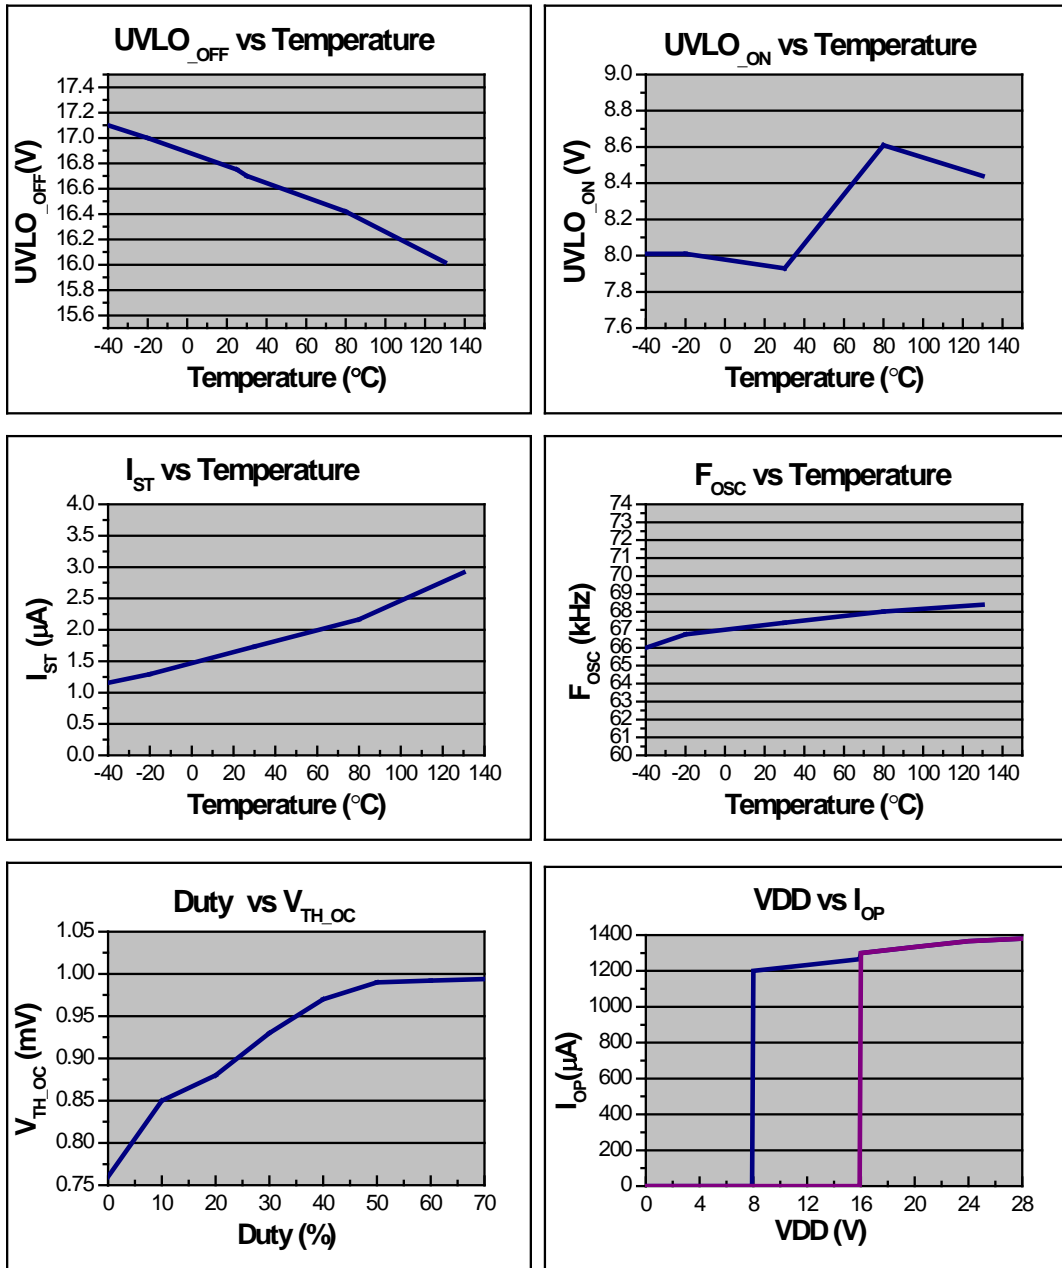 UVLO_OFF vs Temperature
17.4
17.2
17.0
16.8
16.6
16.4
16.2
16.0
15.8
15.6
UVLO_OFF (V)
-40 -20 0 20 40 60 80 100 120 140
Temperature (°C)
UVLO_ON vs Temperature
9.0
8.8
8.6
8.4
8.2
8.0
7.8
7.6
UVLO_ON (V)
-40 -20 0 20 40 60 80 100 120 140
Temperature (°C)
I_ST vs Temperature
4.0
3.5
3.0
2.5
2.0
1.5
1.0
0.5
0.0
I_ST (µA)
-40 -20 0 20 40 60 80 100 120 140
Temperature (°C)
F_OSC vs Temperature
74
73
72
71
70
69
68
67
66
65
64
63
62
61
60
F_OSC (kHz)
-40 -20 0 20 40 60 80 100 120 140
Temperature (°C)
Duty vs V_TH_OC
1.05
1.00
0.95
0.90
0.85
0.80
0.75
V_TH_OC (mV)
0 10 20 30 40 50 60 70
Duty (%)
VDD vs I_OP
1400
1200
1000
800
600
400
200
0
I_OP(µA)
0 4 8 12 16 20 24 28
VDD (V)